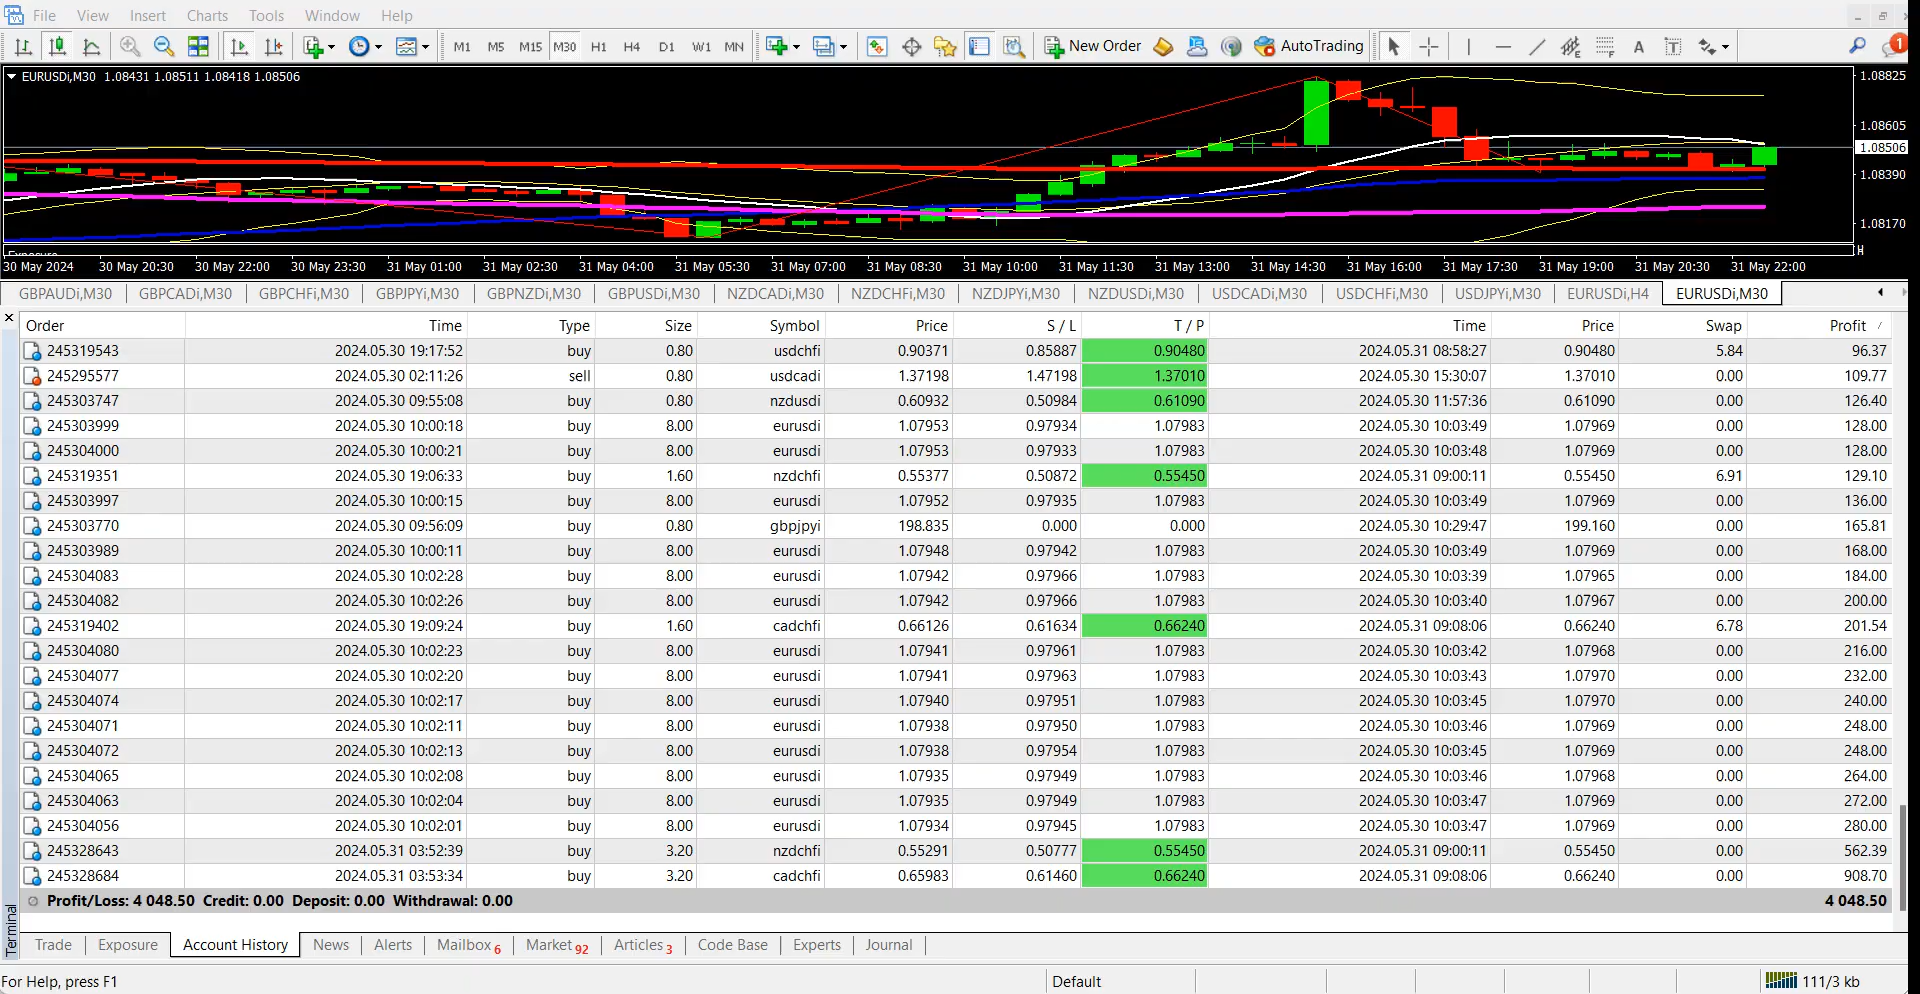 File View Insert Charts Tools Window Help
M1 M5 M15 M30 H1 H4 D1 W1 MN New Order AutoTrading A T 1
EURUSDi,M30 1.08431 1.08511 1.08418 1.08506
1.08825
1.08605
1.08506
1.08390
1.08170
30 May 2024 30 May 20:30 30 May 22:00 30 May 23:30 31 May 01:00 31 May 02:30 31 May 04:00 31 May 05:30 31 May 07:00 31 May 08:30 31 May 10:00 31 May 11:30 31 May 13:00 31 May 14:30 31 May 16:00 31 May 17:30 31 May 19:00 31 May 20:30 31 May 22:00
GBPAUDi,M30 GBPCADi,M30 GBPCHFi,M30 GBPJPYi,M30 GBPNZDi,M30 GBPUSDi,M30 NZDCADi,M30 NZDCHFi,M30 NZDJPYi,M30 NZDUSDi,M30 USDCADi,M30 USDCHFi,M30 USDJPYi,M30 EURUSDi,H4 EURUSDi,M30
Order Time Type Size Symbol Price S / L T / P Time Price Swap Profit /
245319543 2024.05.30 19:17:52 buy 0.80 usdchfi 0.90371 0.85887 0.90480 2024.05.31 08:58:27 0.90480 5.84 96.37
245295577 2024.05.30 02:11:26 sell 0.80 usdcadi 1.37198 1.47198 1.37010 2024.05.30 15:30:07 1.37010 0.00 109.77
245303747 2024.05.30 09:55:08 buy 0.80 nzdusdi 0.60932 0.50984 0.61090 2024.05.30 11:57:36 0.61090 0.00 126.40
245303999 2024.05.30 10:00:18 buy 8.00 eurusdi 1.07953 0.97934 1.07983 2024.05.30 10:03:49 1.07969 0.00 128.00
245304000 2024.05.30 10:00:21 buy 8.00 eurusdi 1.07953 0.97933 1.07983 2024.05.30 10:03:48 1.07969 0.00 128.00
245319351 2024.05.30 19:06:33 buy 1.60 nzdchfi 0.55377 0.50872 0.55450 2024.05.31 09:00:11 0.55450 6.91 129.10
245303997 2024.05.30 10:00:15 buy 8.00 eurusdi 1.07952 0.97935 1.07983 2024.05.30 10:03:49 1.07969 0.00 136.00
245303770 2024.05.30 09:56:09 buy 0.80 gbpjpyi 198.835 0.000 0.000 2024.05.30 10:29:47 199.160 0.00 165.81
245303989 2024.05.30 10:00:11 buy 8.00 eurusdi 1.07948 0.97942 1.07983 2024.05.30 10:03:49 1.07969 0.00 168.00
245304083 2024.05.30 10:02:28 buy 8.00 eurusdi 1.07942 0.97966 1.07983 2024.05.30 10:03:39 1.07965 0.00 184.00
245304082 2024.05.30 10:02:26 buy 8.00 eurusdi 1.07942 0.97966 1.07983 2024.05.30 10:03:40 1.07967 0.00 200.00
245319402 2024.05.30 19:09:24 buy 1.60 cadchfi 0.66126 0.61634 0.66240 2024.05.31 09:08:06 0.66240 6.78 201.54
245304080 2024.05.30 10:02:23 buy 8.00 eurusdi 1.07941 0.97961 1.07983 2024.05.30 10:03:42 1.07968 0.00 216.00
245304077 2024.05.30 10:02:20 buy 8.00 eurusdi 1.07941 0.97963 1.07983 2024.05.30 10:03:43 1.07970 0.00 232.00
245304074 2024.05.30 10:02:17 buy 8.00 eurusdi 1.07940 0.97951 1.07983 2024.05.30 10:03:45 1.07970 0.00 240.00
245304071 2024.05.30 10:02:11 buy 8.00 eurusdi 1.07938 0.97950 1.07983 2024.05.30 10:03:46 1.07969 0.00 248.00
245304072 2024.05.30 10:02:13 buy 8.00 eurusdi 1.07938 0.97954 1.07983 2024.05.30 10:03:45 1.07969 0.00 248.00
245304065 2024.05.30 10:02:08 buy 8.00 eurusdi 1.07935 0.97949 1.07983 2024.05.30 10:03:46 1.07968 0.00 264.00
245304063 2024.05.30 10:02:04 buy 8.00 eurusdi 1.07935 0.97949 1.07983 2024.05.30 10:03:47 1.07969 0.00 272.00
245304056 2024.05.30 10:02:01 buy 8.00 eurusdi 1.07934 0.97945 1.07983 2024.05.30 10:03:47 1.07969 0.00 280.00
245328643 2024.05.31 03:52:39 buy 3.20 nzdchfi 0.55291 0.50777 0.55450 2024.05.31 09:00:11 0.55450 0.00 562.39
245328684 2024.05.31 03:53:34 buy 3.20 cadchfi 0.65983 0.61460 0.66240 2024.05.31 09:08:06 0.66240 0.00 908.70
Profit/Loss: 4 048.50 Credit: 0.00 Deposit: 0.00 Withdrawal: 0.00 4 048.50
Terminal
Trade Exposure Account History News Alerts Mailbox 6 Market 92 Articles 3 Code Base Experts Journal
For Help, press F1 Default 111/3 kb